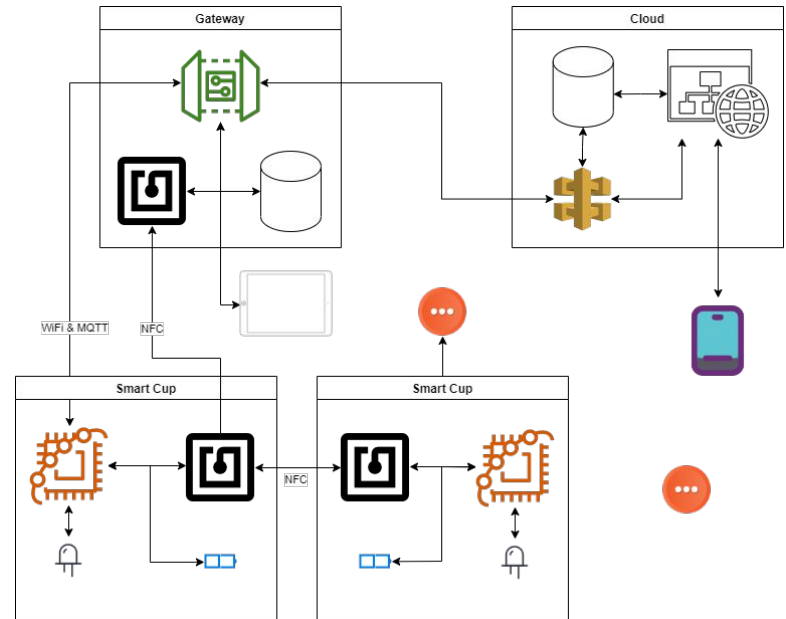 Gateway
Cloud
WiFi & MQTT
NFC
Smart Cup
Smart Cup
NFC